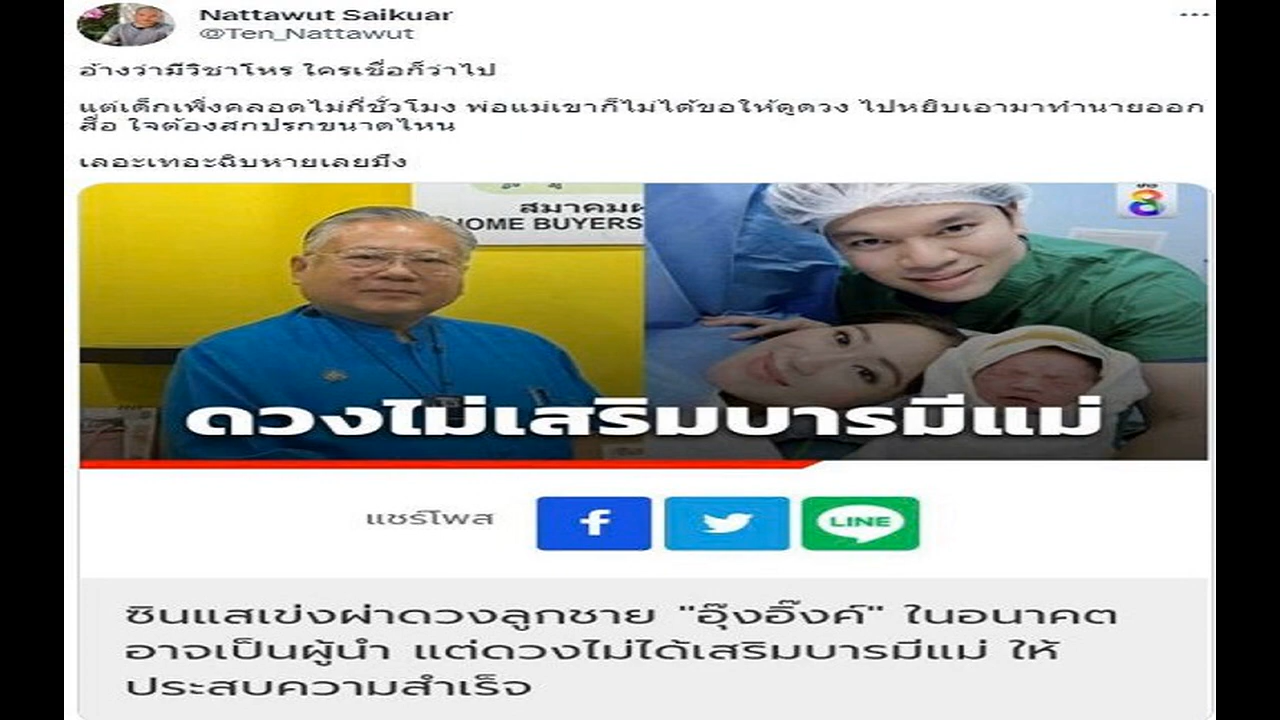 Nattawut Saikuar
@Ten_Nattawut
อ้างว่ามีวิชาโหร ใครเชื่อก็ว่าไป
แต่เด็กเพิ่งคลอดไม่กี่ชั่วโมง พ่อแม่เขาก็ไม่ได้ขอให้ดูดวง ไปหยิบเอามาทำนายออก
สื่อ ใจต้องสกปรกขนาดไหน
เลอะเทอะฉิบหายเลยมึง
สมาคมผ
HOME BUYERS
ข่าว
8
ดวงไม่เสริมบารมีแม่
แชร์โพส
f
LINE
ซินแสเข่งผ่าดวงลูกชาย "อุ๊งอิ๊งค์" ในอนาคต
อาจเป็นผู้นำ แต่ดวงไม่ได้เสริมบารมีแม่ ให้
ประสบความสำเร็จ